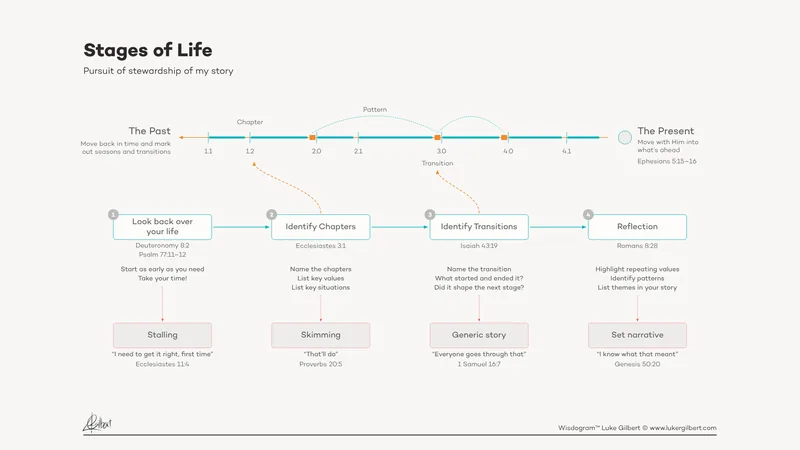 Stages of Life
Pursuit of stewardship of my story
Chapter
Pattern
The Past
Move back in time and mark
out seasons and transitions
1.1
1.2
2.0
2.1
3.0
4.0
4.1
Transition
The Present
Move with Him into
what's ahead
Ephesians 5:15–16
1
Look back over
your life
Deuteronomy 8:2
Psalm 77:11–12
Start as early as you need
Take your time!
Stalling
"I need to get it right, first time"
Ecclesiastes 11:4
2
Identify Chapters
Ecclesiastes 3:1
Name the chapters
List key values
List key situations
Skimming
"That'll do"
Proverbs 20:5
3
Identify Transitions
Isaiah 43:19
Name the transition
What started and ended it?
Did it shape the next stage?
Generic story
"Everyone goes through that"
1 Samuel 16:7
4
Reflection
Romans 8:28
Highlight repeating values
Identify patterns
List themes in your story
Set narrative
"I know what that meant"
Genesis 50:20
LGilbert
Wisdogram™ Luke Gilbert © www.lukergilbert.com